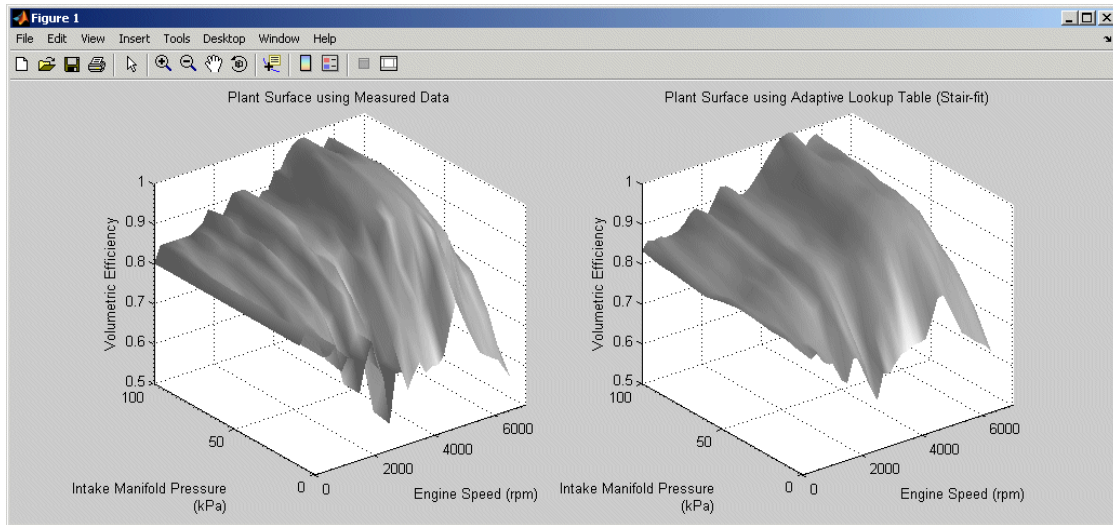 Figure 1
File Edit View Insert Tools Desktop Window Help
Plant Surface using Measured Data
1
0.9
0.8
0.7
0.6
0.5
Volumetric Efficiency
100
50
0
Intake Manifold Pressure
(kPa)
0
2000
4000
6000
Engine Speed (rpm)
Plant Surface using Adaptive Lookup Table (Stair-fit)
1
0.9
0.8
0.7
0.6
0.5
Volumetric Efficiency
100
50
0
Intake Manifold Pressure
(kPa)
0
2000
4000
6000
Engine Speed (rpm)